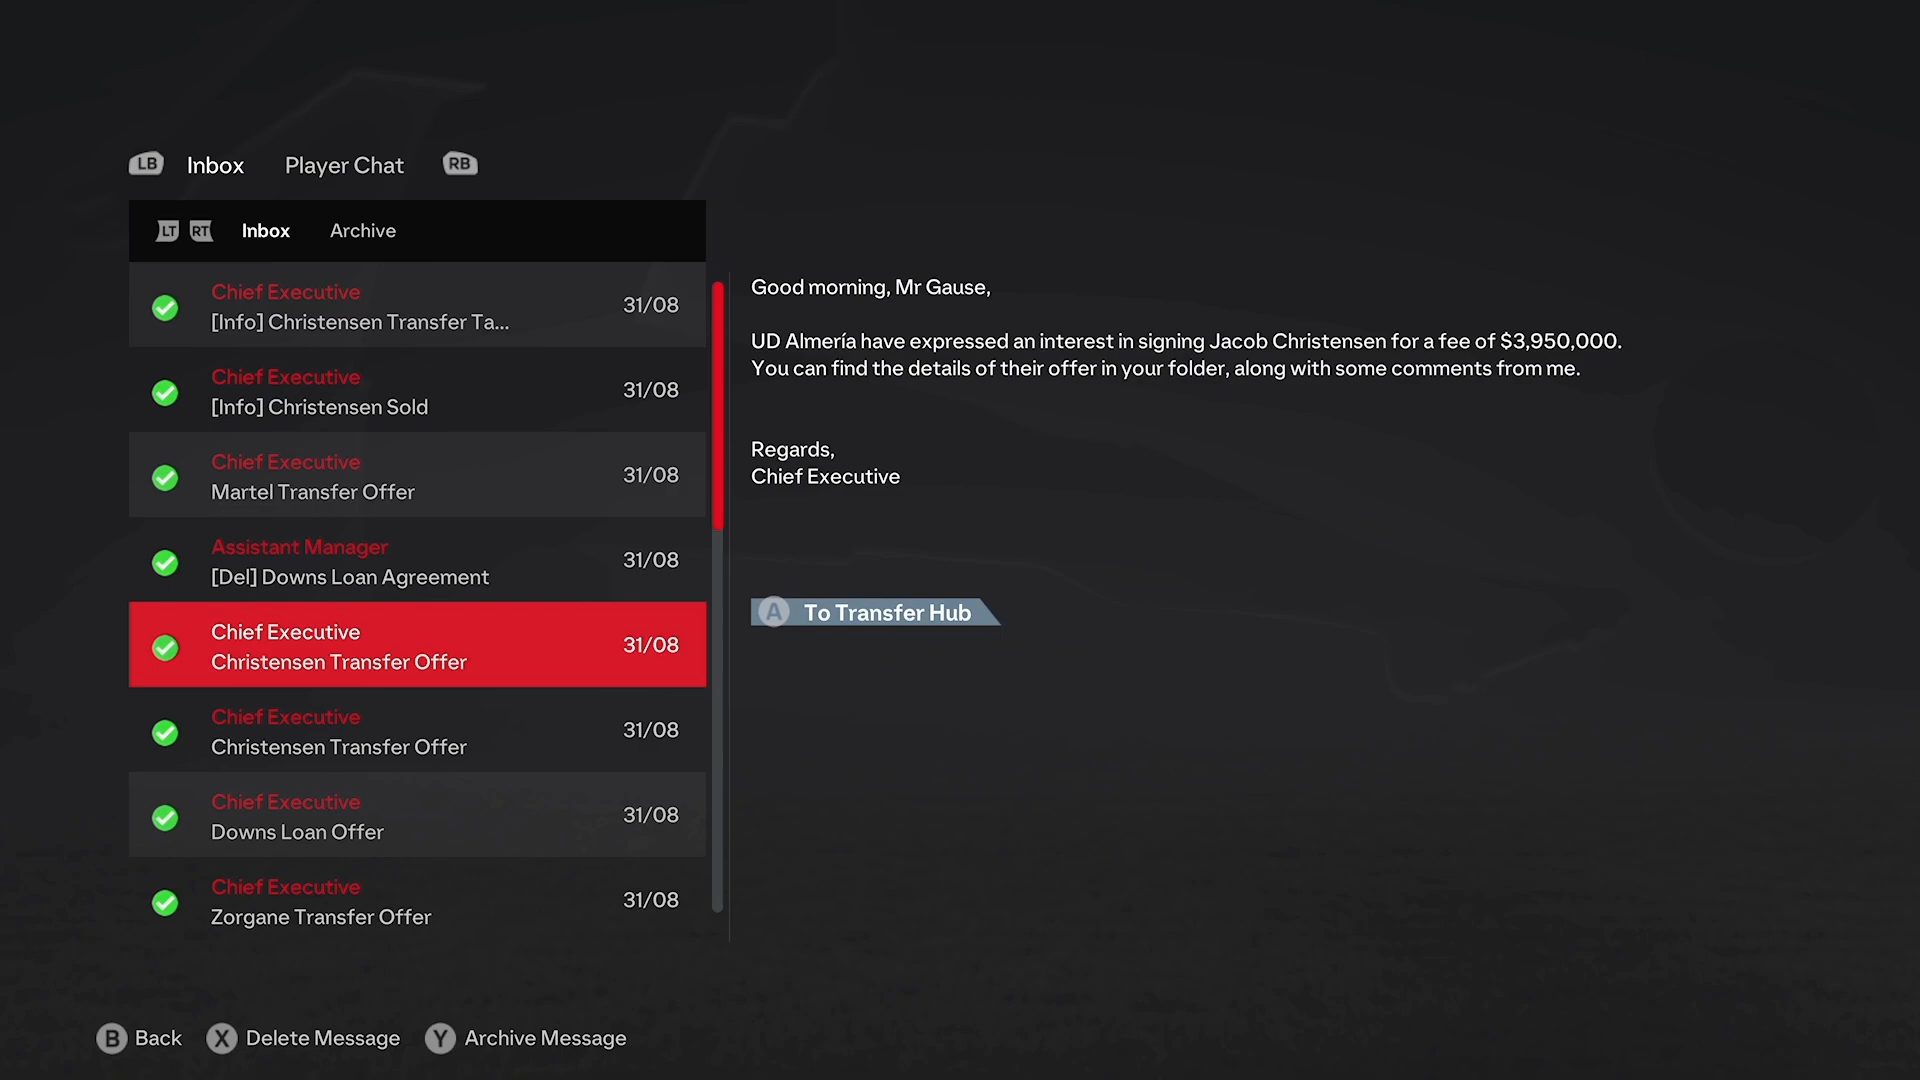 LB Inbox Player Chat RB
LT RT Inbox Archive
Chief Executive
[Info] Christensen Transfer Ta...
31/08
Chief Executive
[Info] Christensen Sold
31/08
Chief Executive
Martel Transfer Offer
31/08
Assistant Manager
[Del] Downs Loan Agreement
31/08
Chief Executive
Christensen Transfer Offer
31/08
Chief Executive
Christensen Transfer Offer
31/08
Chief Executive
Downs Loan Offer
31/08
Chief Executive
Zorgane Transfer Offer
31/08
Good morning, Mr Gause,
UD Almería have expressed an interest in signing Jacob Christensen for a fee of $3,950,000.
You can find the details of their offer in your folder, along with some comments from me.
Regards,
Chief Executive
A To Transfer Hub
B Back X Delete Message Y Archive Message